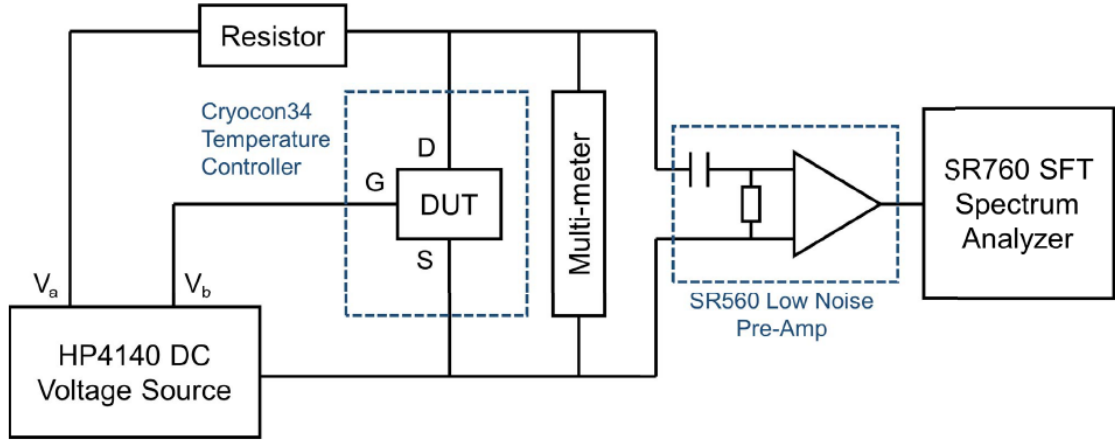 Resistor
Cryocon34
Temperature
Controller
D
G
DUT
S
Multi-meter
SR760 SFT
Spectrum
Analyzer
SR560 Low Noise
Pre-Amp
Va
Vb
HP4140 DC
Voltage Source